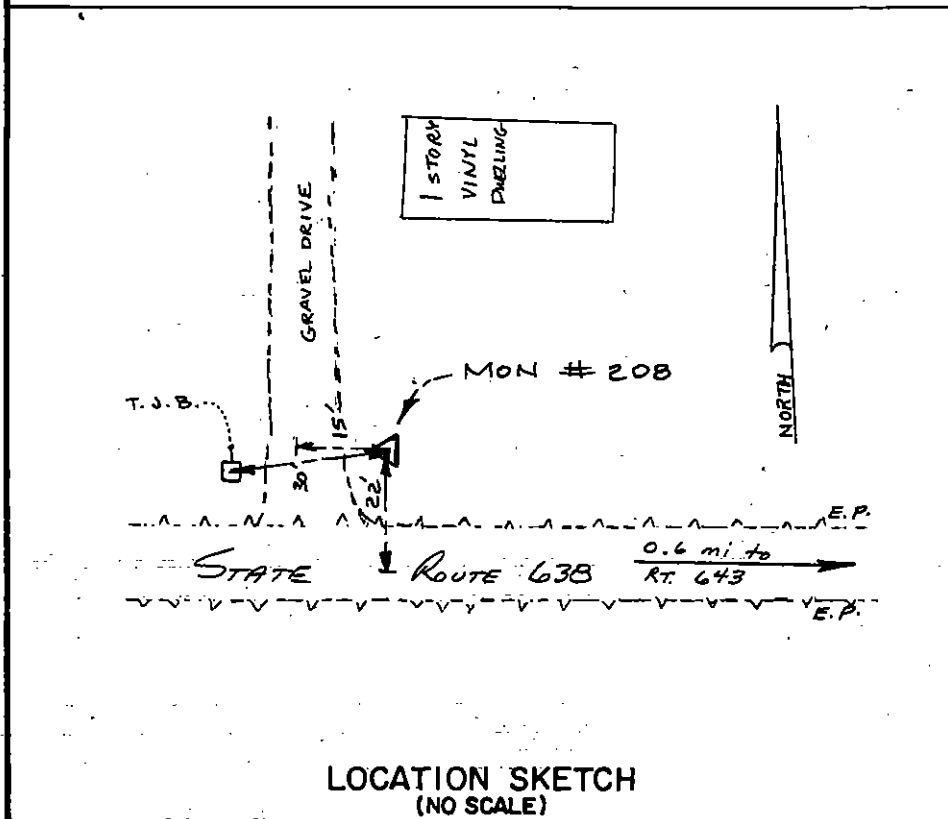 1 STORY
VINYL
DWELLING
GRAVEL DRIVE
NORTH
MON # 208
T.J.B.
15'
30'
22'
E.P.
STATE ROUTE 638
0.6 mi to
RT. 643
E.P.
LOCATION SKETCH
(NO SCALE)